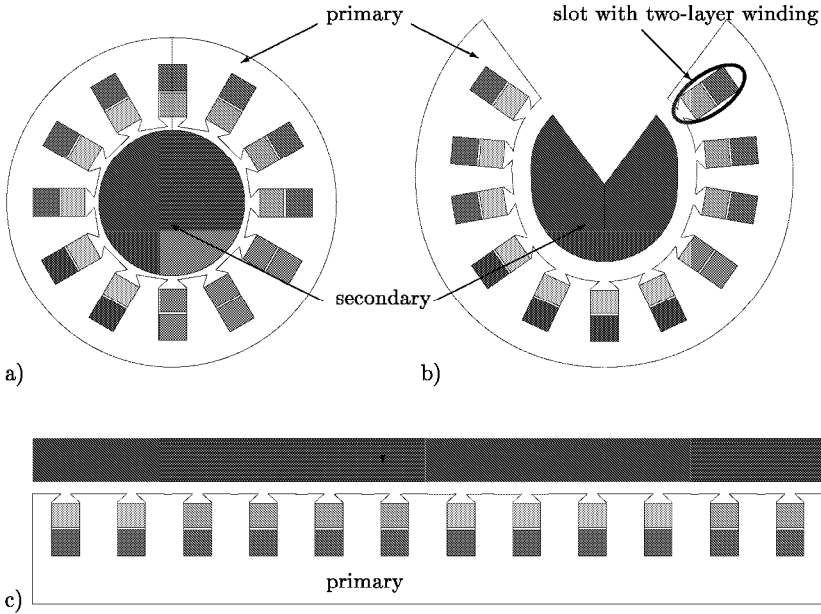 primary
slot with two-layer winding
secondary
a)
b)
primary
c)